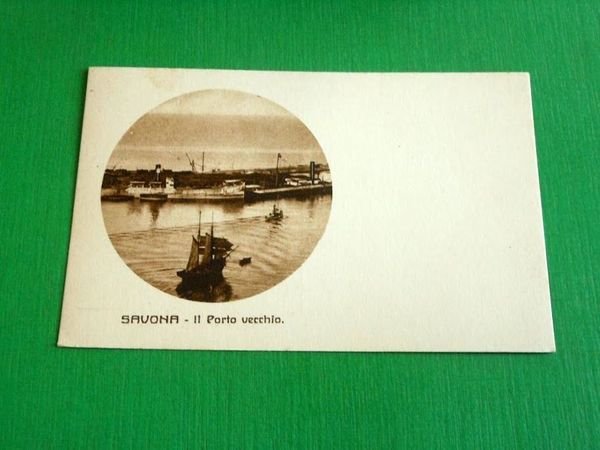 SAVONA - Il Porto vecchio.